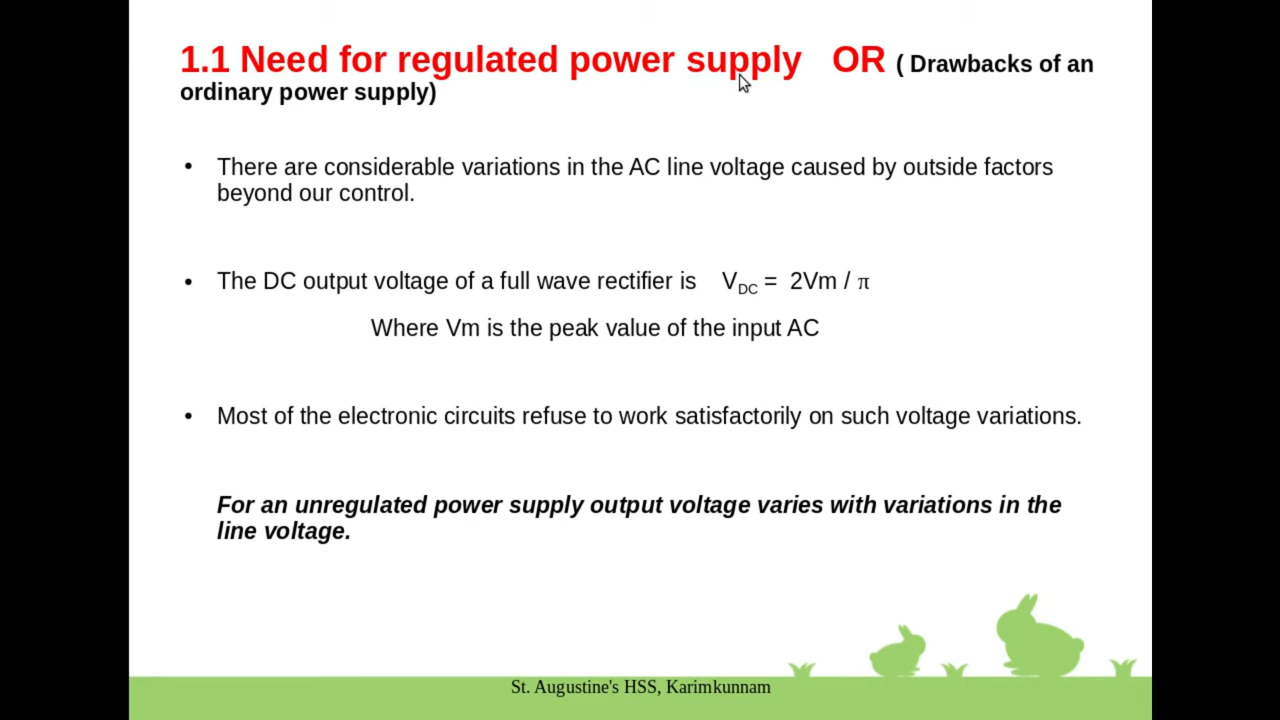 1.1 Need for regulated power supply OR ( Drawbacks of an
ordinary power supply)
• There are considerable variations in the AC line voltage caused by outside factors
beyond our control.
• The DC output voltage of a full wave rectifier is V_DC = 2Vm / π
Where Vm is the peak value of the input AC
• Most of the electronic circuits refuse to work satisfactorily on such voltage variations.
For an unregulated power supply output voltage varies with variations in the
line voltage.
St. Augustine's HSS, Karimkunnam